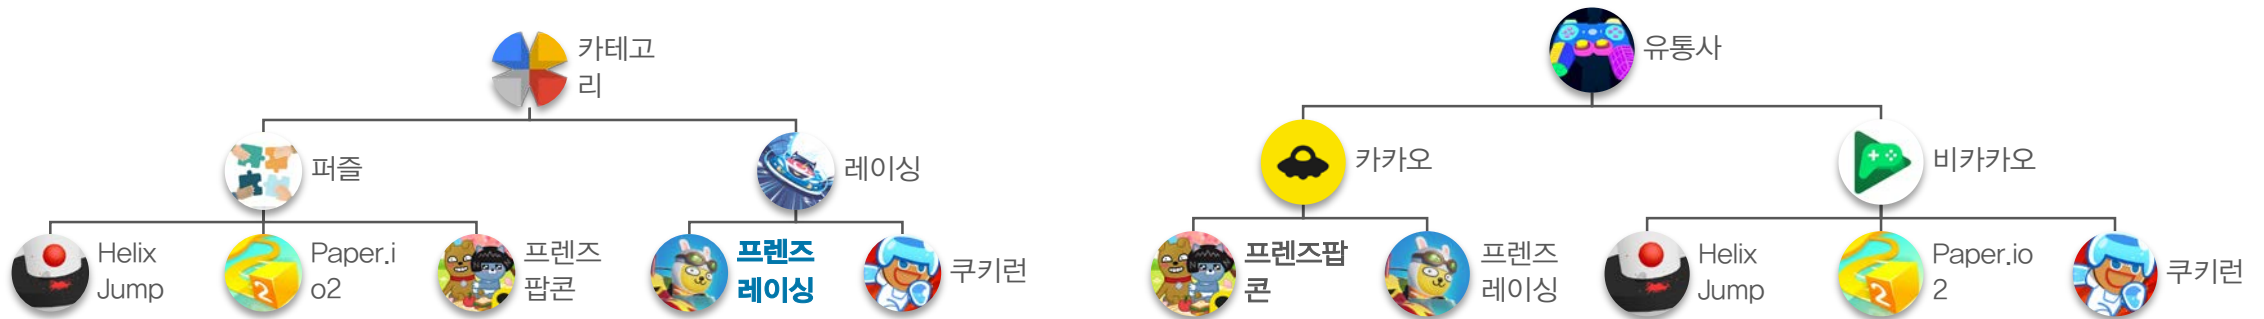 카테고
리
유통사
퍼즐
레이싱
카카오
비카카오
Helix
Jump
Paper.i
o2
프렌즈
팝콘
프렌즈
레이싱
쿠키런
프렌즈팝
콘
프렌즈
레이싱
Helix
Jump
Paper.io
2
쿠키런